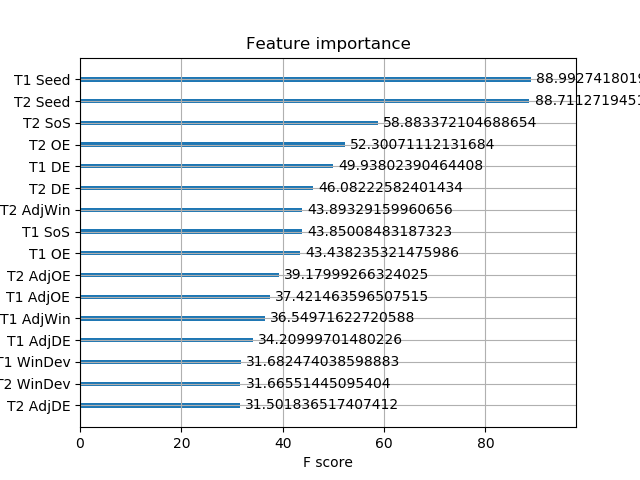 Feature importance
T1 Seed 88.9927418019
T2 Seed 88.7112719451
T2 SoS 58.883372104688654
T2 OE 52.30071112131684
T1 DE 49.93802390464408
T2 DE 46.08222582401434
T2 AdjWin 43.89329159960656
T1 SoS 43.85008483187323
T1 OE 43.438235321475986
T2 AdjOE 39.17999266324025
T1 AdjOE 37.421463596507515
T1 AdjWin 36.54971622720588
T1 AdjDE 34.20999701480226
T1 WinDev 31.682474038598883
T2 WinDev 31.66551445095404
T2 AdjDE 31.501836517407412
0 20 40 60 80
F score